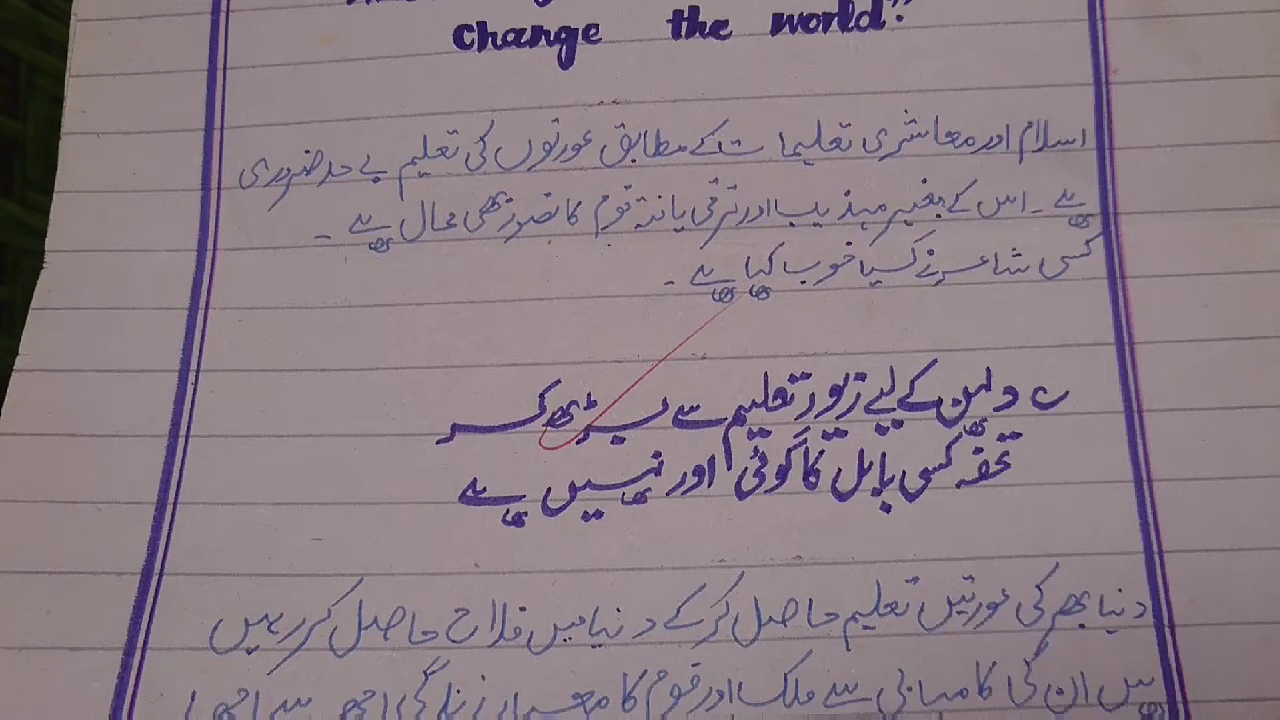 change the world."
اسلام اور معاشری تعلیمات کے مطابق عورتوں کی تعلیم بے حد ضروری
ہے ۔ اس کے بغیر مہذیب اور ترقی یافتہ قوم کا تصور بھی محال ہے ۔
کسی شاعر نے کیا خوب کہا ہے ۔
دلہن کے لیے زیور تعلیم سے بڑھ کر
تحفہ کسی بابل کا کوئی اور نہیں ہے
دنیا بھر کی عورتیں تعلیم حاصل کر کے دنیا میں فلاح حاصل کر رہیں
ہیں ان کی کامیابی سے ملک اور قوم کا معیار زندگی